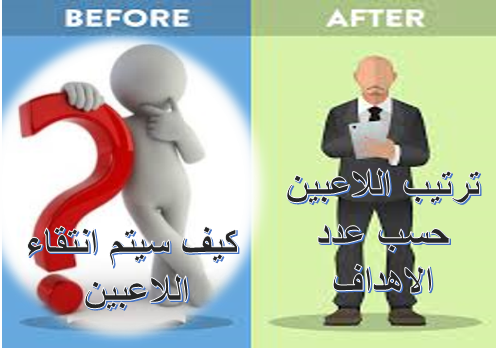 BEFORE
AFTER
كيف سيتم انتقاء
اللاعبين
ترتيب اللاعبين
حسب عدد
الاهداف